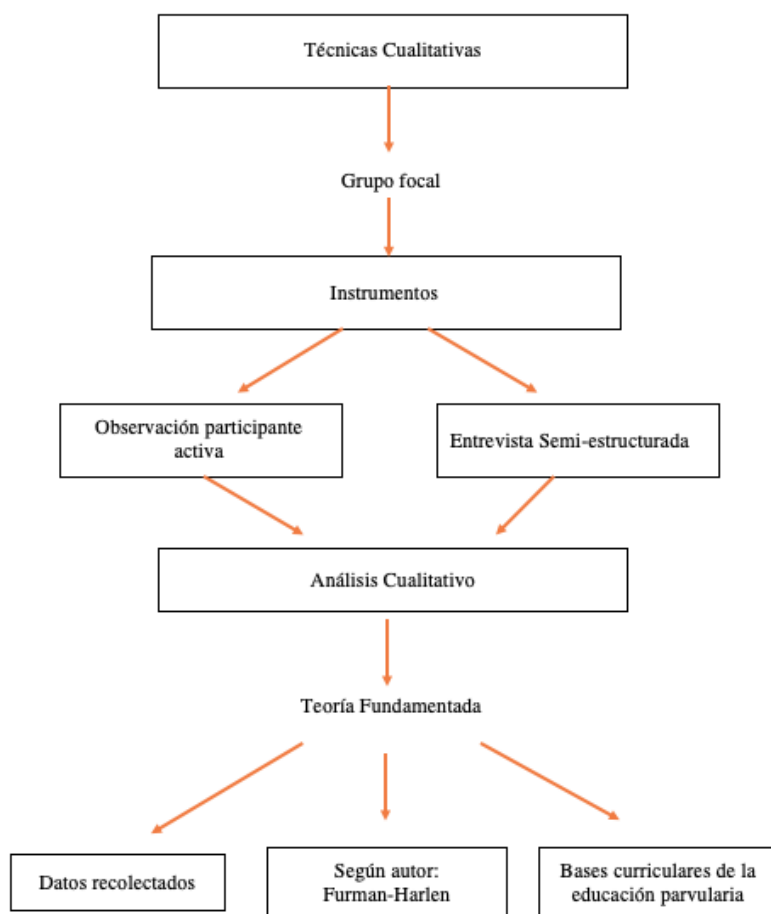 Técnicas Cualitativas
Grupo focal
Instrumentos
Observación participante
activa
Entrevista Semi-estructurada
Análisis Cualitativo
Teoría Fundamentada
Datos recolectados
Según autor:
Furman-Harlen
Bases curriculares de la
educación parvularia